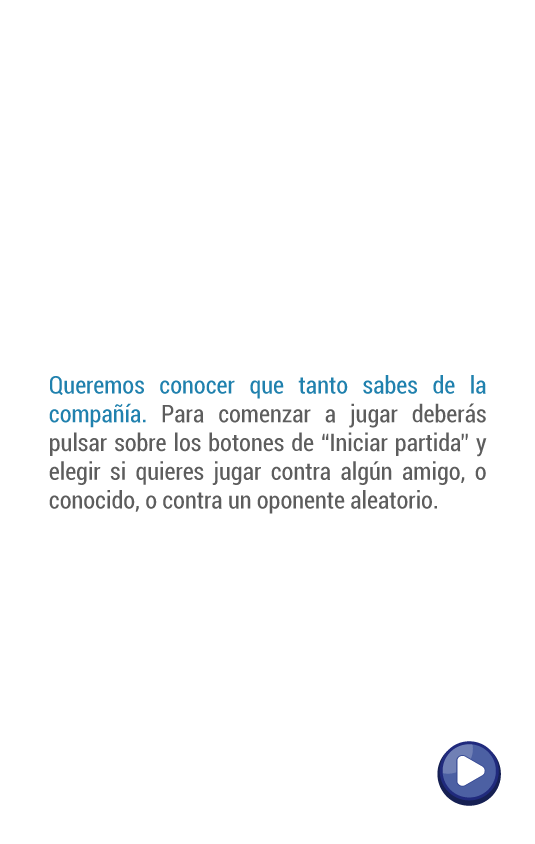 Queremos conocer que tanto sabes de la
compañía. Para comenzar a jugar deberás
pulsar sobre los botones de “Iniciar partida” y
elegir si quieres jugar contra algún amigo, o
conocido, o contra un oponente aleatorio.